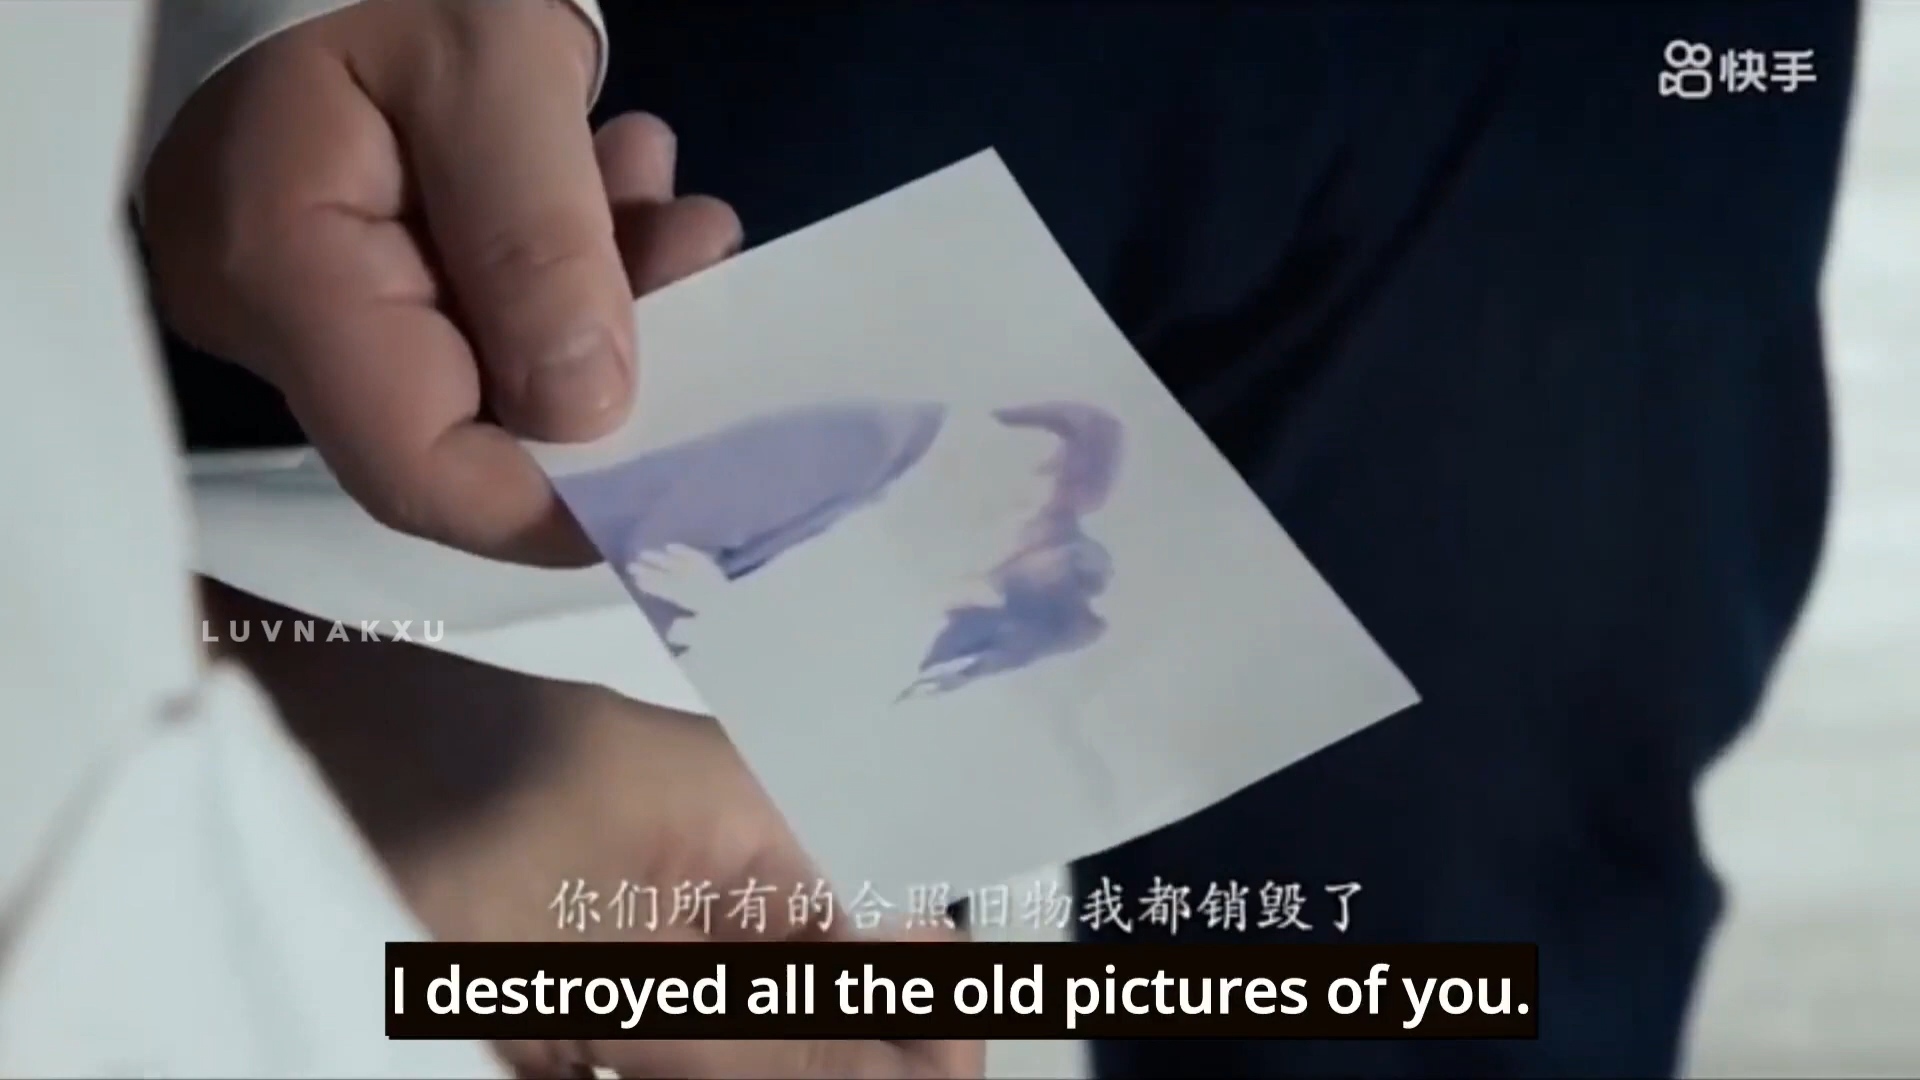 快手
LUVNAKXU
你们所有的合照旧物我都销毁了
I destroyed all the old pictures of you.